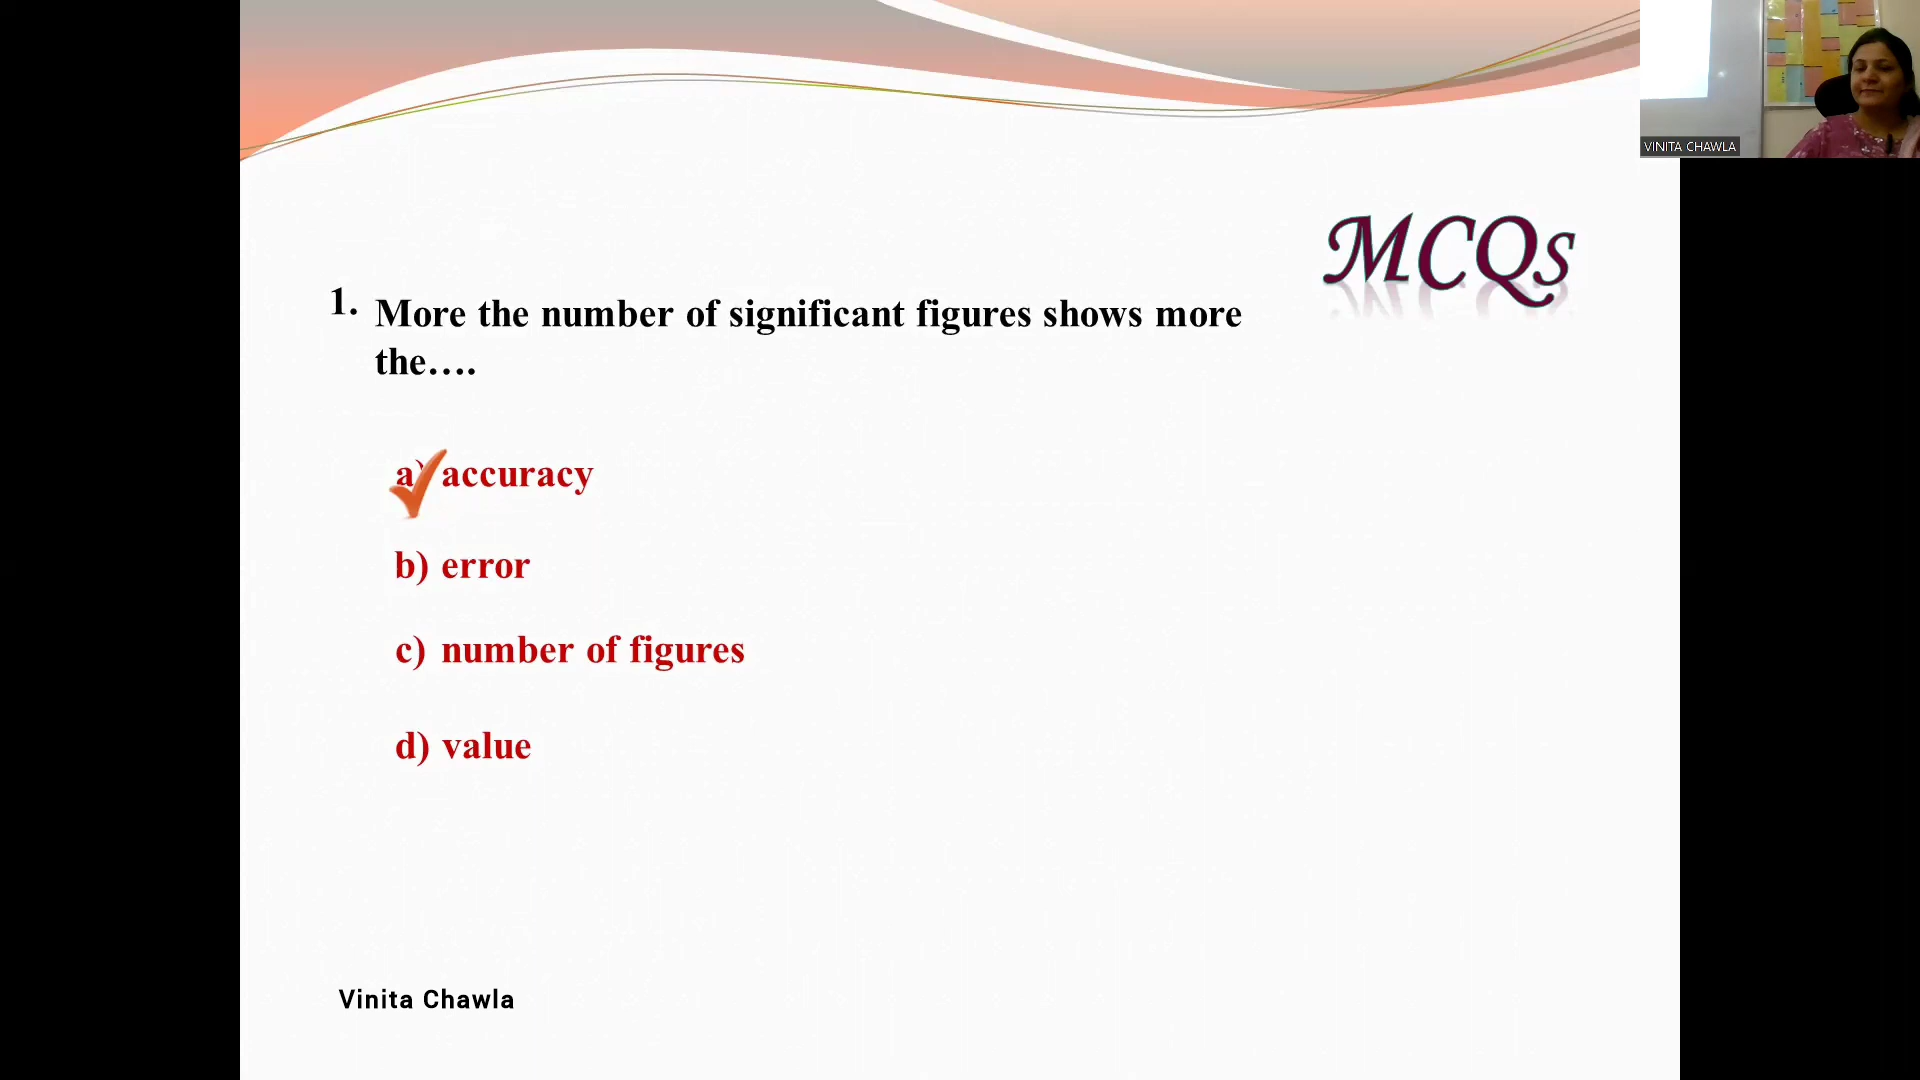 VINITA CHAWLA
MCQs
1. More the number of significant figures shows more
the....
a) accuracy
b) error
c) number of figures
d) value
Vinita Chawla